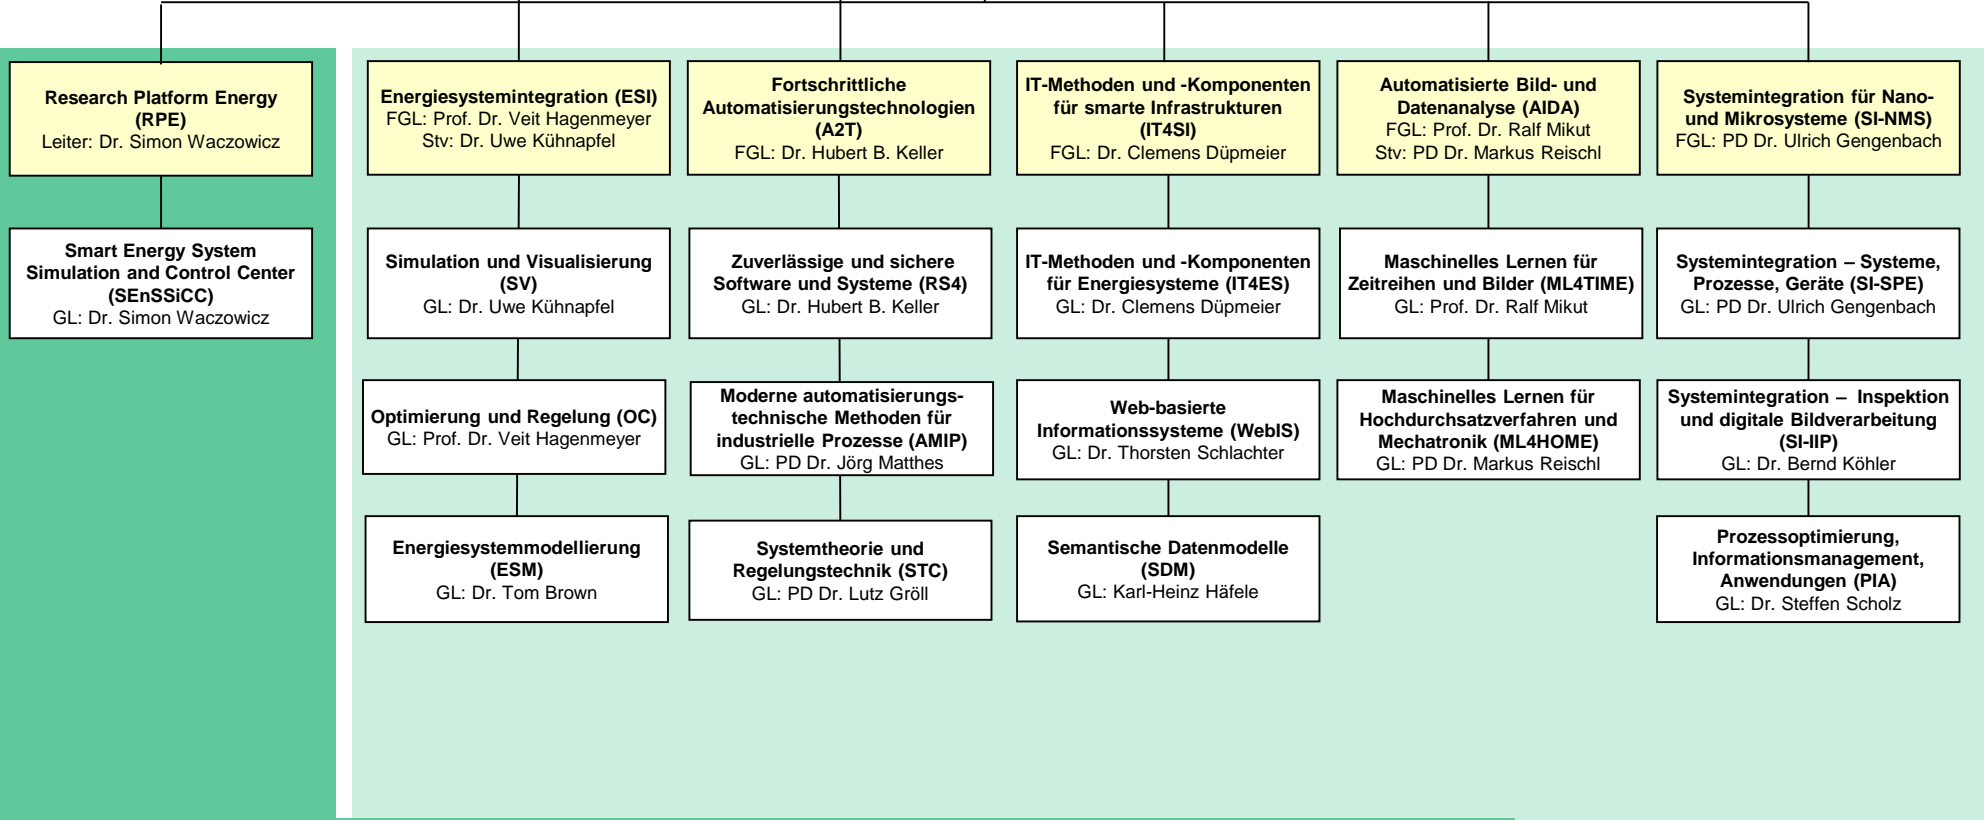 Research Platform Energy
(RPE)
Leiter: Dr. Simon Waczowicz
Smart Energy System
Simulation and Control Center
(SEnSSiCC)
GL: Dr. Simon Waczowicz
Energiesystemintegration (ESI)
FGL: Prof. Dr. Veit Hagenmeyer
Stv: Dr. Uwe Kühnapfel
Simulation und Visualisierung
(SV)
GL: Dr. Uwe Kühnapfel
Optimierung und Regelung (OC)
GL: Prof. Dr. Veit Hagenmeyer
Energiesystemmodellierung
(ESM)
GL: Dr. Tom Brown
Fortschrittliche
Automatisierungstechnologien
(A2T)
FGL: Dr. Hubert B. Keller
Zuverlässige und sichere
Software und Systeme (RS4)
GL: Dr. Hubert B. Keller
Moderne automatisierungs-
technische Methoden für
industrielle Prozesse (AMIP)
GL: PD Dr. Jörg Matthes
Systemtheorie und
Regelungstechnik (STC)
GL: PD Dr. Lutz Gröll
IT-Methoden und -Komponenten
für smarte Infrastrukturen
(IT4SI)
FGL: Dr. Clemens Düpmeier
IT-Methoden und -Komponenten
für Energiesysteme (IT4ES)
GL: Dr. Clemens Düpmeier
Web-basierte
Informationssysteme (WebIS)
GL: Dr. Thorsten Schlachter
Semantische Datenmodelle
(SDM)
GL: Karl-Heinz Häfele
Automatisierte Bild- und
Datenanalyse (AIDA)
FGL: Prof. Dr. Ralf Mikut
Stv: PD Dr. Markus Reischl
Maschinelles Lernen für
Zeitreihen und Bilder (ML4TIME)
GL: Prof. Dr. Ralf Mikut
Maschinelles Lernen für
Hochdurchsatzverfahren und
Mechatronik (ML4HOME)
GL: PD Dr. Markus Reischl
Systemintegration für Nano-
und Mikrosysteme (SI-NMS)
FGL: PD Dr. Ulrich Gengenbach
Systemintegration – Systeme,
Prozesse, Geräte (SI-SPE)
GL: PD Dr. Ulrich Gengenbach
Systemintegration – Inspektion
und digitale Bildverarbeitung
(SI-IIP)
GL: Dr. Bernd Köhler
Prozessoptimierung,
Informationsmanagement,
Anwendungen (PIA)
GL: Dr. Steffen Scholz